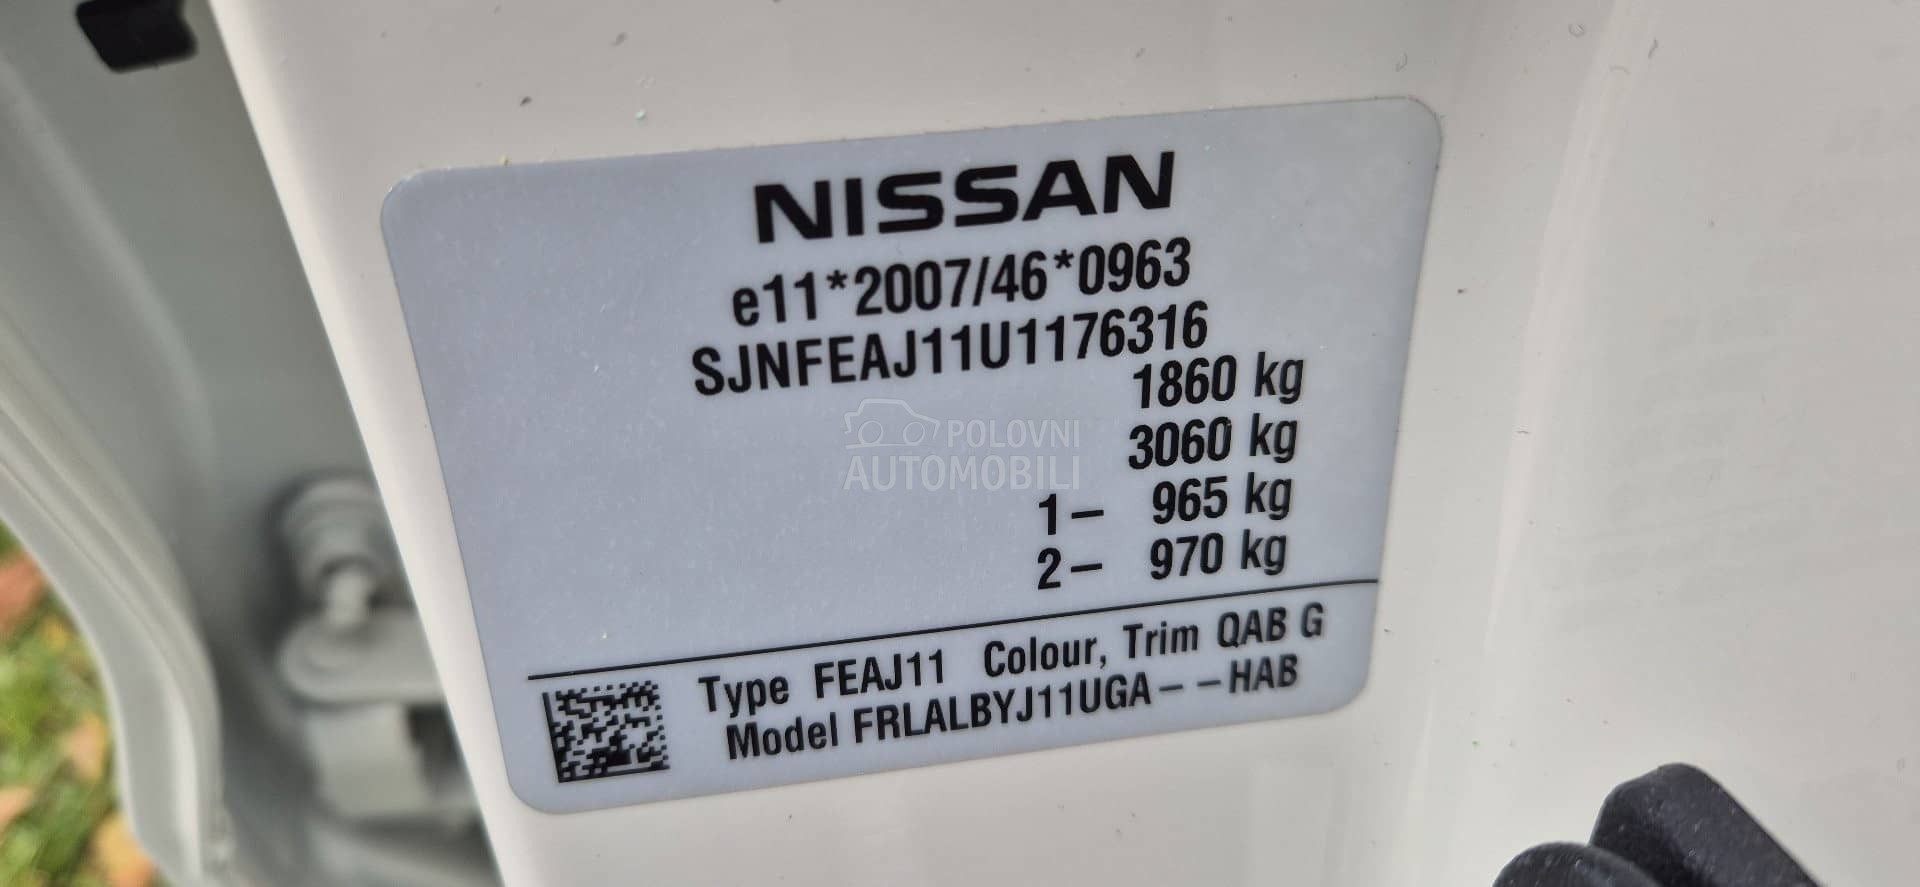 NISSAN
e11*2007/46*0963
SJNFEAJ11U1176316
1860 kg
3060 kg
1– 965 kg
2– 970 kg
Type FEAJ11 Colour, Trim QAB G
Model FRLALBYJ11UGA– –HAB
POLOVNI
AUTOMOBILI